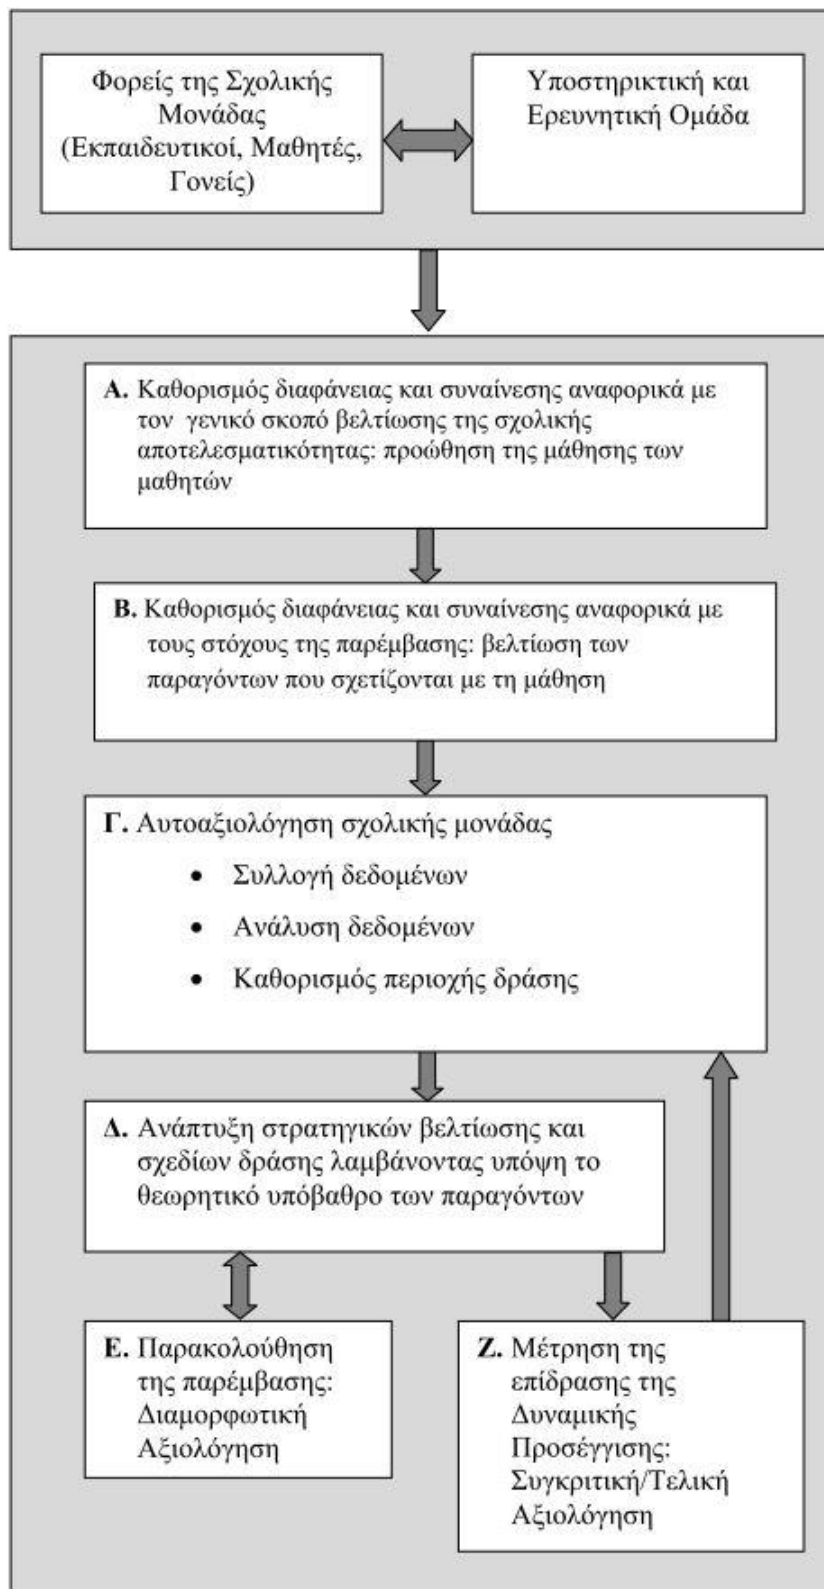 Φορείς της Σχολικής
Μονάδας
(Εκπαιδευτικοί, Μαθητές,
Γονείς)
Υποστηρικτική και
Ερευνητική Ομάδα
Α. Καθορισμός διαφάνειας και συναίνεσης αναφορικά με
τον γενικό σκοπό βελτίωσης της σχολικής
αποτελεσματικότητας: προώθηση της μάθησης των
μαθητών
Β. Καθορισμός διαφάνειας και συναίνεσης αναφορικά με
τους στόχους της παρέμβασης: βελτίωση των
παραγόντων που σχετίζονται με τη μάθηση
Γ. Αυτοαξιολόγηση σχολικής μονάδας
• Συλλογή δεδομένων
• Ανάλυση δεδομένων
• Καθορισμός περιοχής δράσης
Δ. Ανάπτυξη στρατηγικών βελτίωσης και
σχεδίων δράσης λαμβάνοντας υπόψη το
θεωρητικό υπόβαθρο των παραγόντων
Ε. Παρακολούθηση
της παρέμβασης:
Διαμορφωτική
Αξιολόγηση
Ζ. Μέτρηση της
επίδρασης της
Δυναμικής
Προσέγγισης:
Συγκριτική/Τελική
Αξιολόγηση